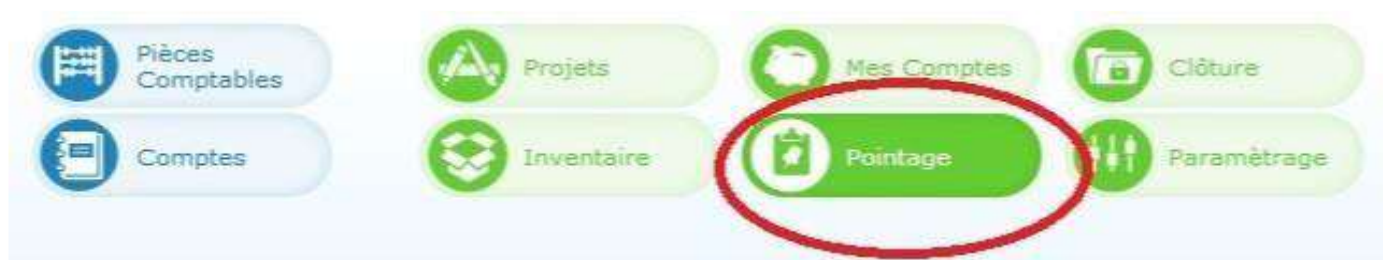 Pièces
Comptables
Projets
Mes Comptes
Clôture
Comptes
Inventaire
Pointage
Paramètrage